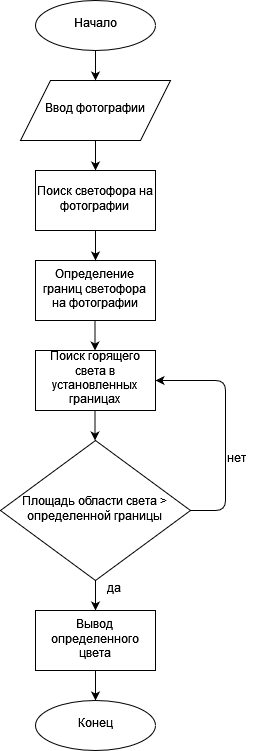 Начало
Ввод фотографии
Поиск светофора на
фотографии
Определение
границ светофора
на фотографии
Поиск горящего
света в
установленных
границах
нет
Площадь области света >
определенной границы
да
Вывод
определенного
цвета
Конец